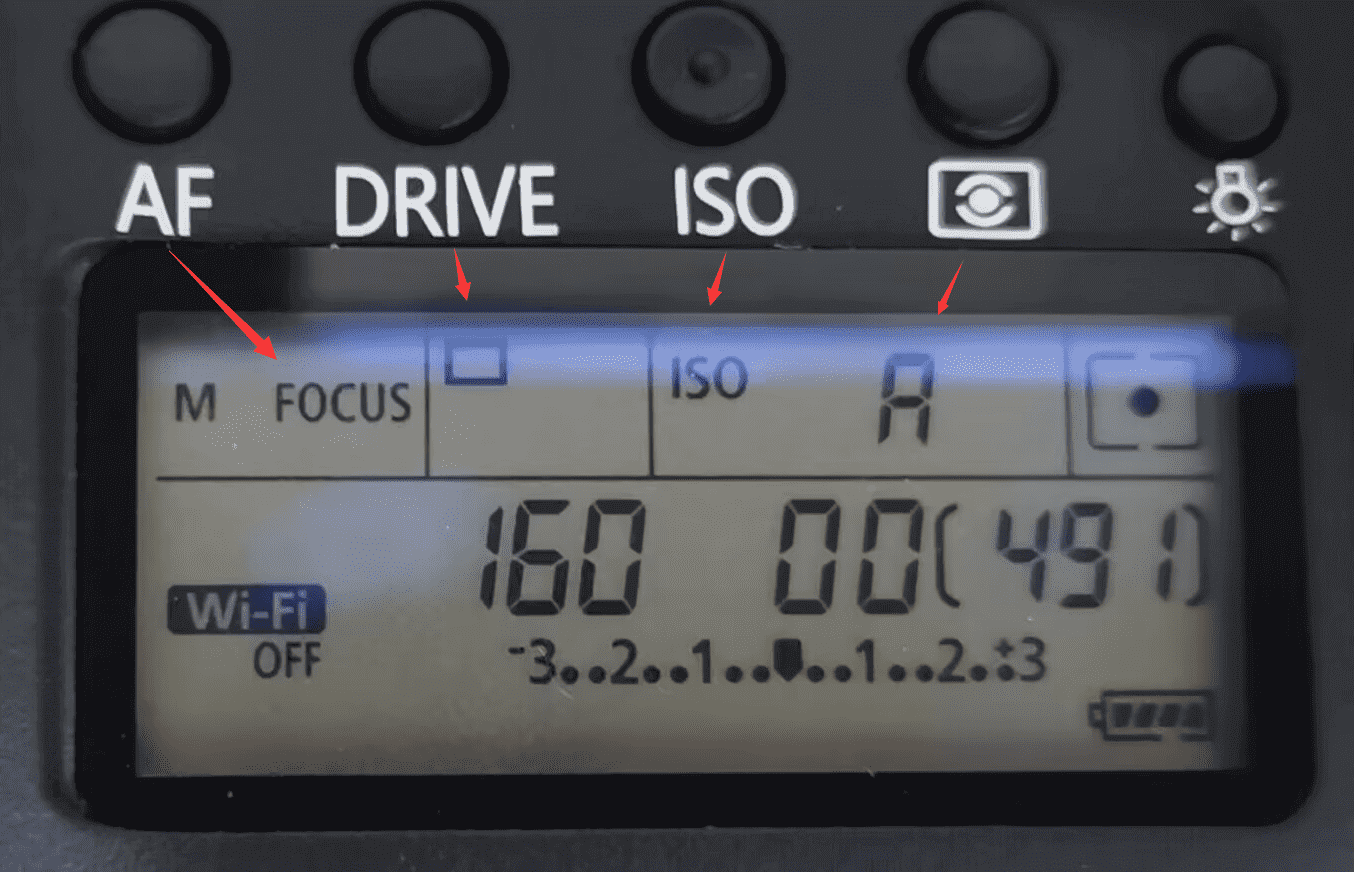 AF DRIVE ISO
M FOCUS ISO A
160 00 (491)
Wi-Fi
OFF
-3..2..1..▼..1..2..+3